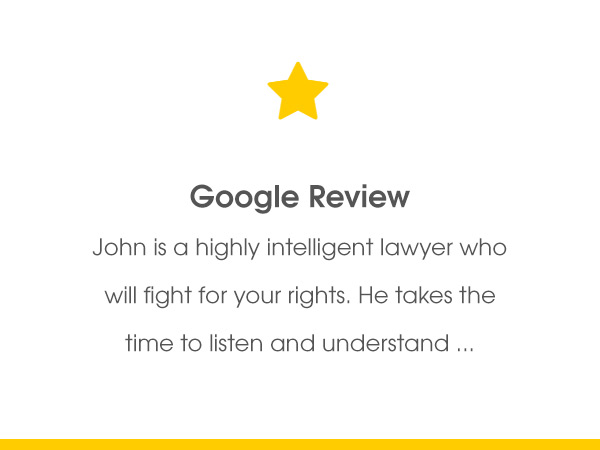 Google Review
John is a highly intelligent lawyer who
will fight for your rights. He takes the
time to listen and understand ...